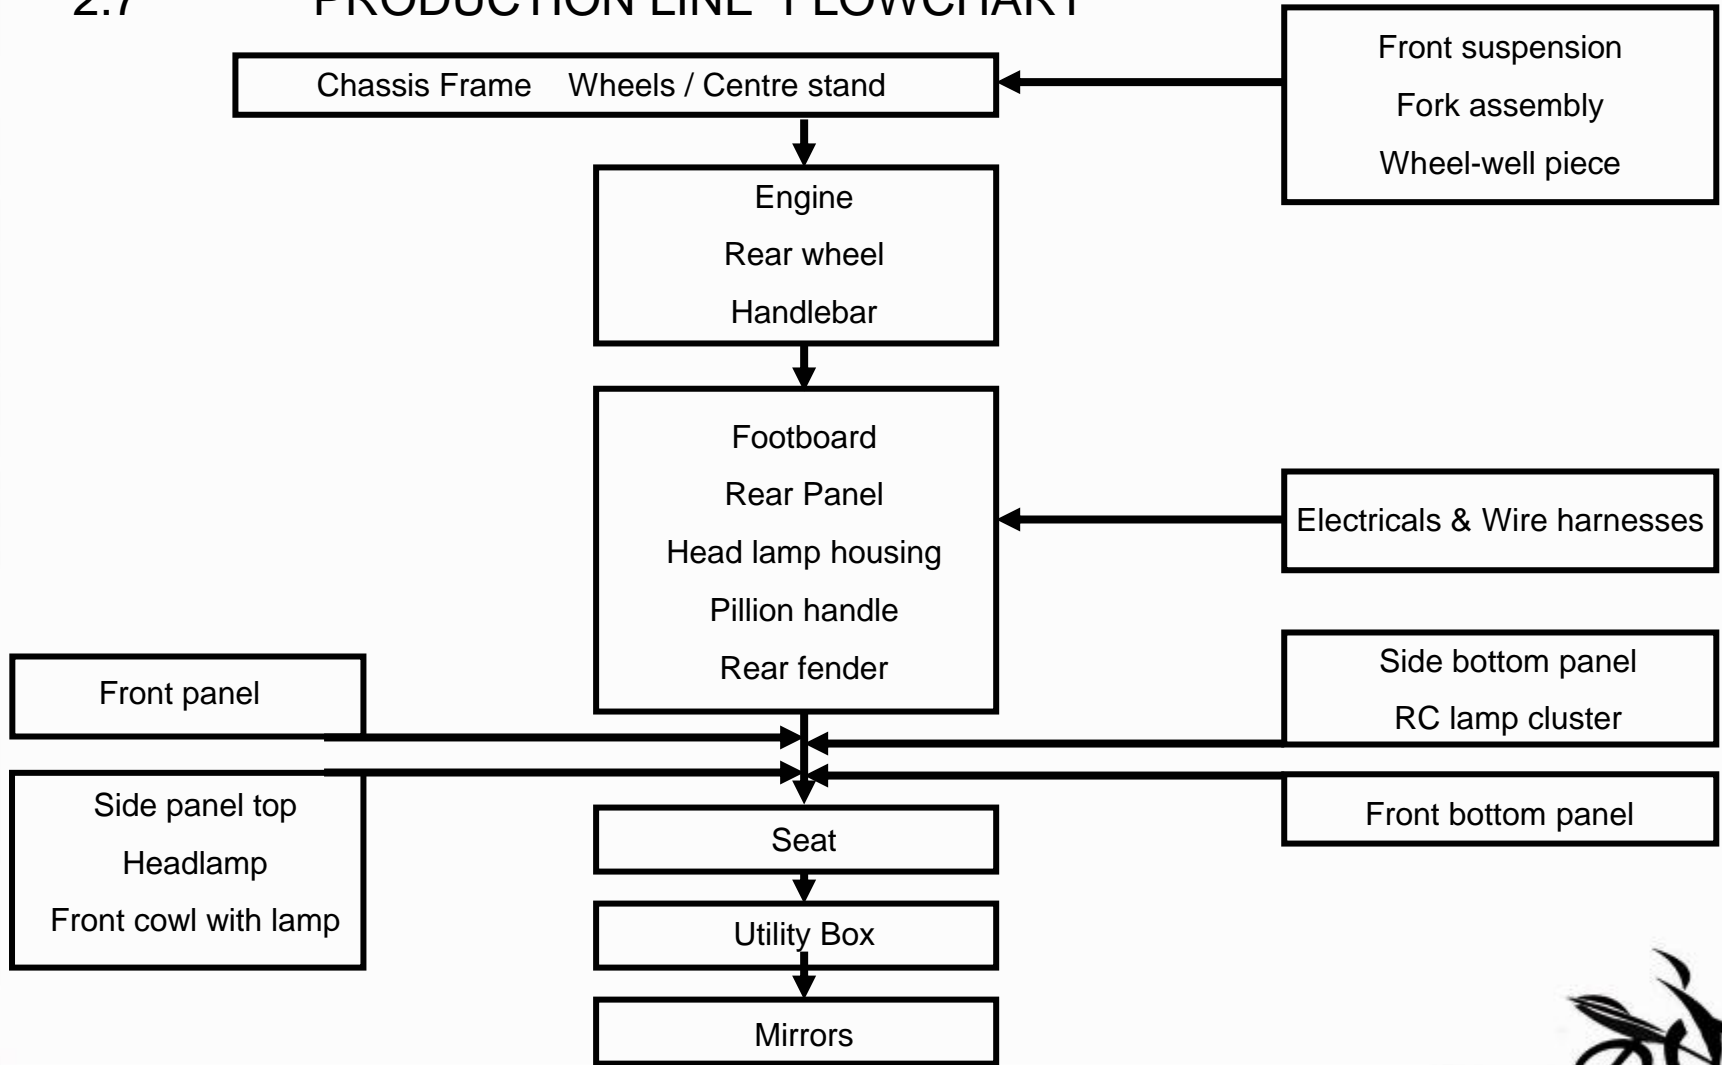 2.7 PRODUCTION LINE FLOWCHART
Chassis Frame Wheels / Centre stand
Front suspension
Fork assembly
Wheel-well piece
Engine
Rear wheel
Handlebar
Footboard
Rear Panel
Head lamp housing
Pillion handle
Rear fender
Electricals & Wire harnesses
Front panel
Side bottom panel
RC lamp cluster
Side panel top
Headlamp
Front cowl with lamp
Front bottom panel
Seat
Utility Box
Mirrors